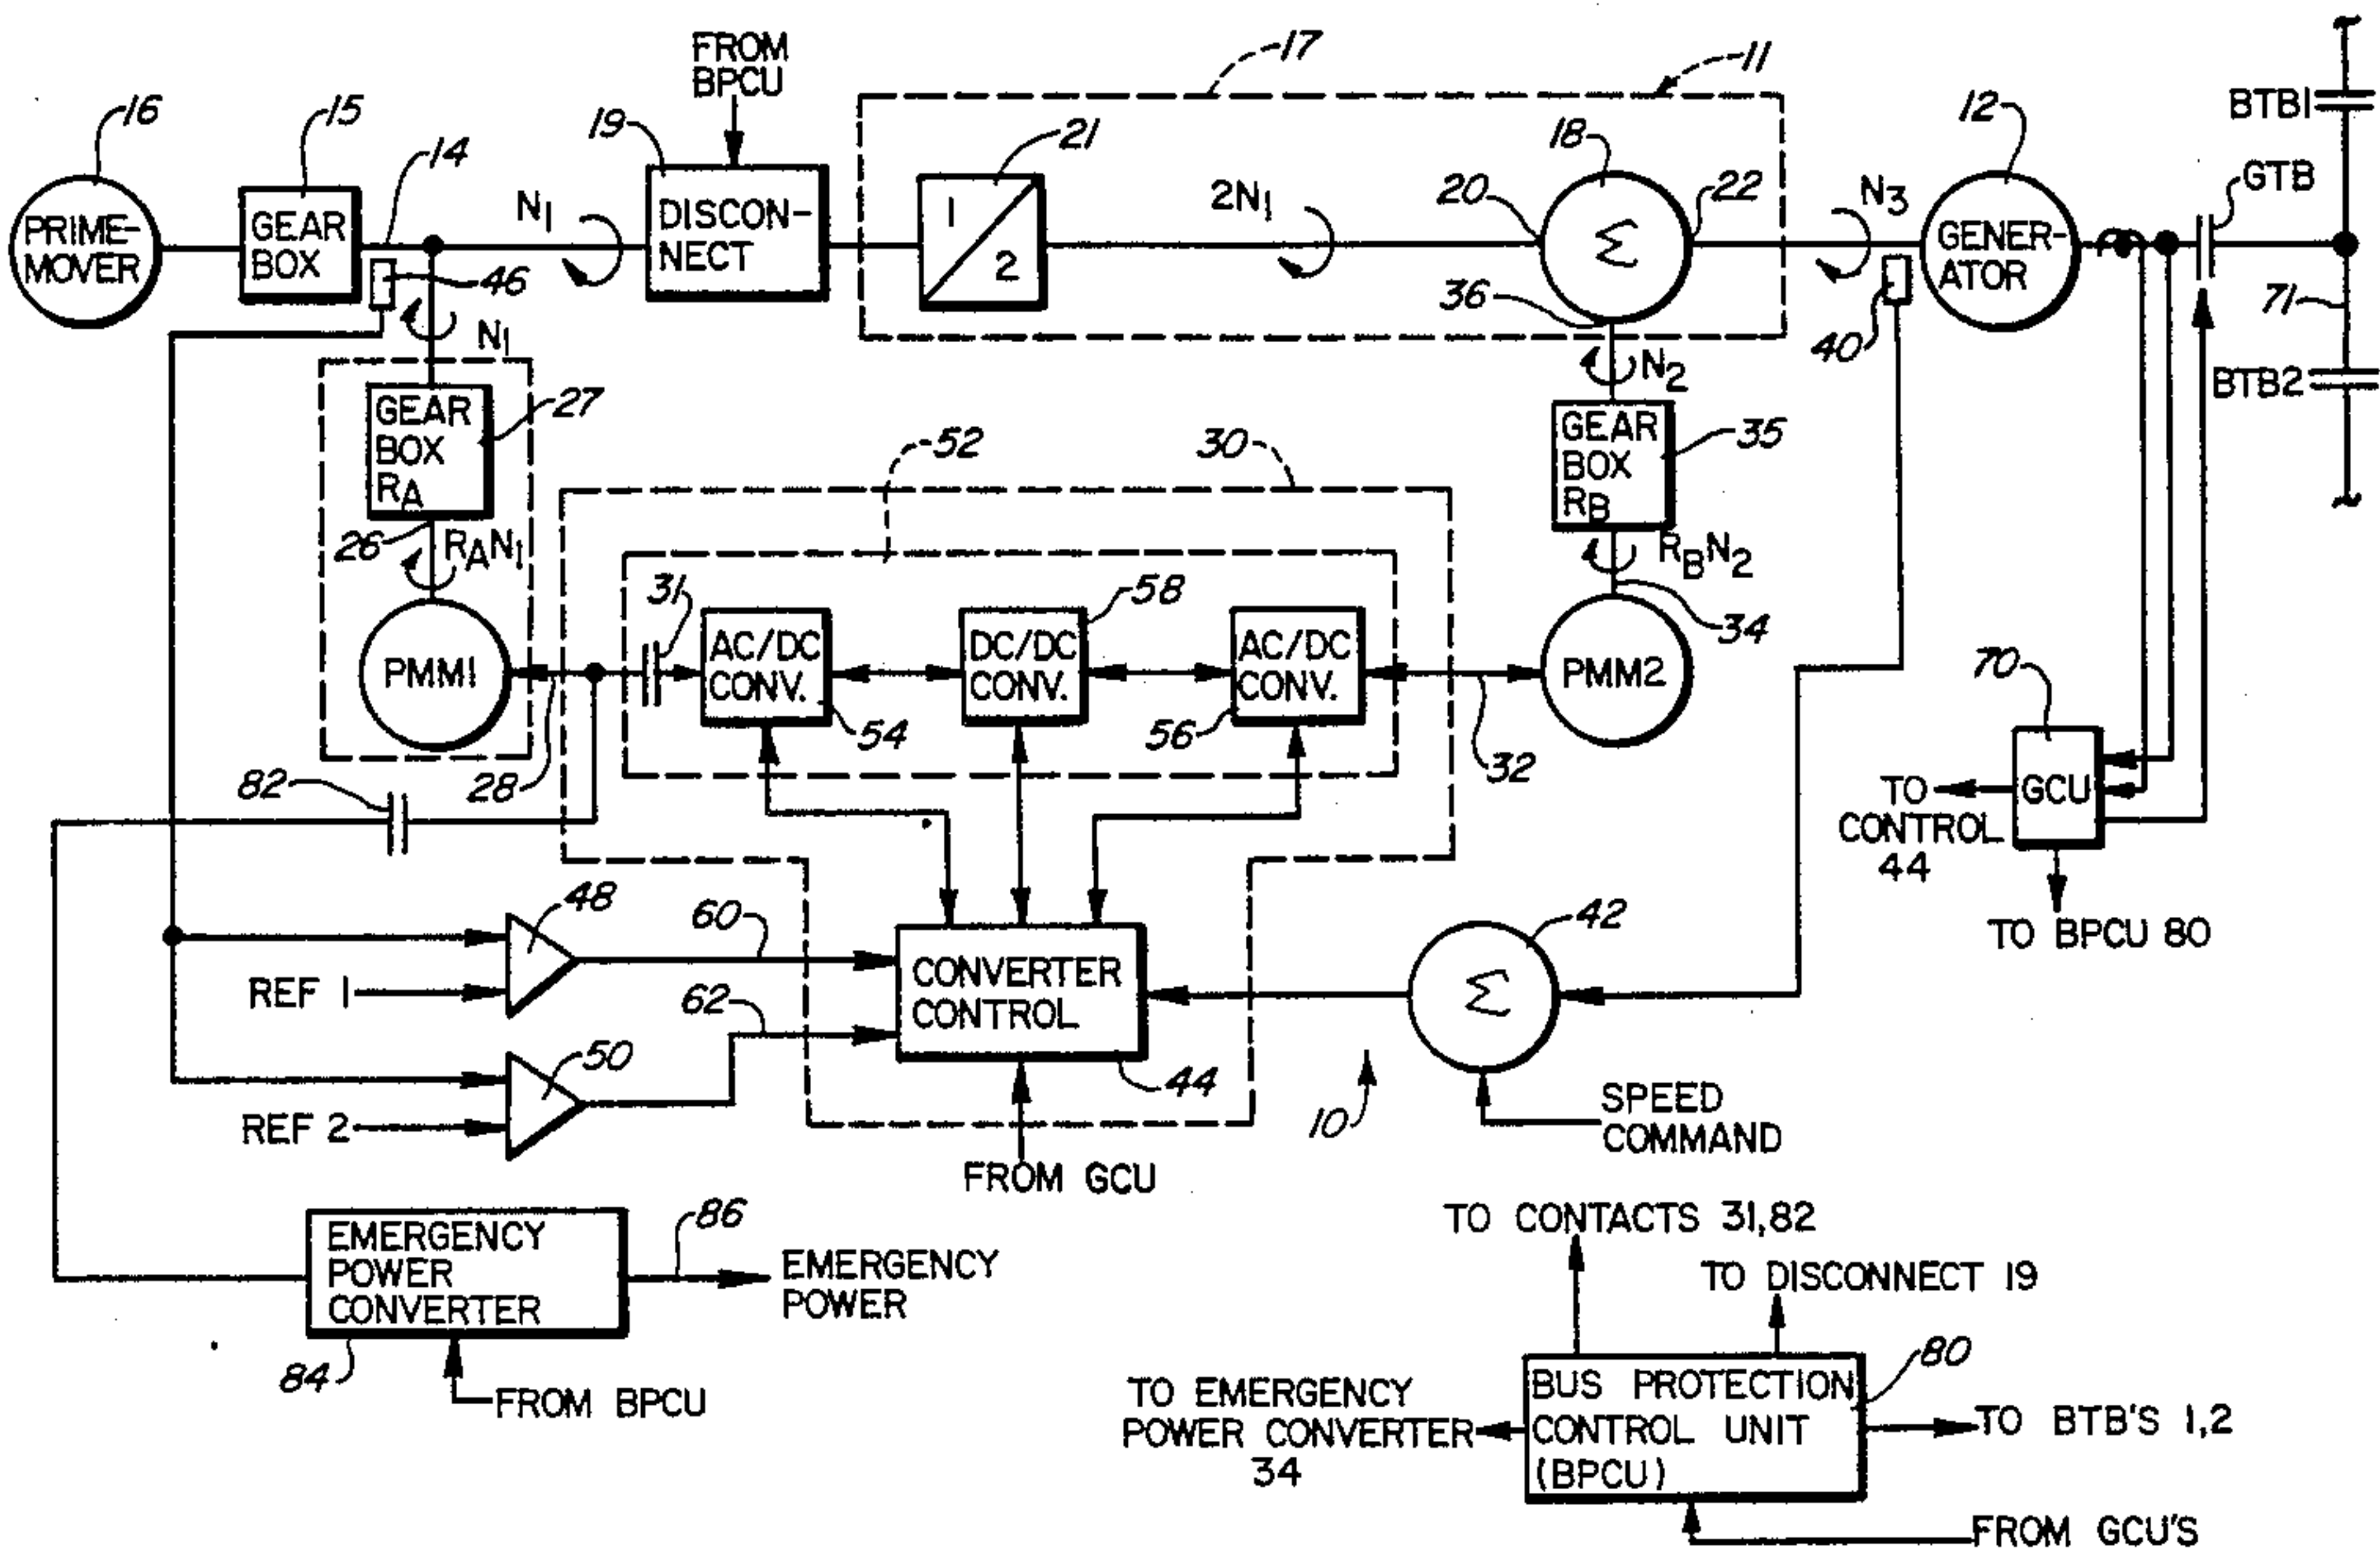 FROM
BPCU
17
11
16
15
14
19
21
18
12
BTB1
GTB
PRIME-
MOVER
GEAR
BOX
N1
DISCON-
NECT
1
2
2N1
20
Σ
22
N3
GENER-
ATOR
46
36
40
71
BTB2
N1
N2
GEAR
BOX
RA
27
52
30
GEAR
BOX
RB
35
26
RAN1
31
58
RBN2
34
PMM1
AC/DC
CONV.
DC/DC
CONV.
AC/DC
CONV.
PMM2
54
56
28
32
82
70
GCU
TO
CONTROL
44
TO BPCU 80
48
60
42
REF 1
62
CONVERTER
CONTROL
Σ
50
44
REF 2
10
SPEED
COMMAND
FROM GCU
EMERGENCY
POWER
CONVERTER
86
EMERGENCY
POWER
84
FROM BPCU
TO CONTACTS 31,82
TO DISCONNECT 19
80
TO EMERGENCY
POWER CONVERTER
34
BUS PROTECTION
CONTROL UNIT
(BPCU)
TO BTB'S 1,2
FROM GCU'S